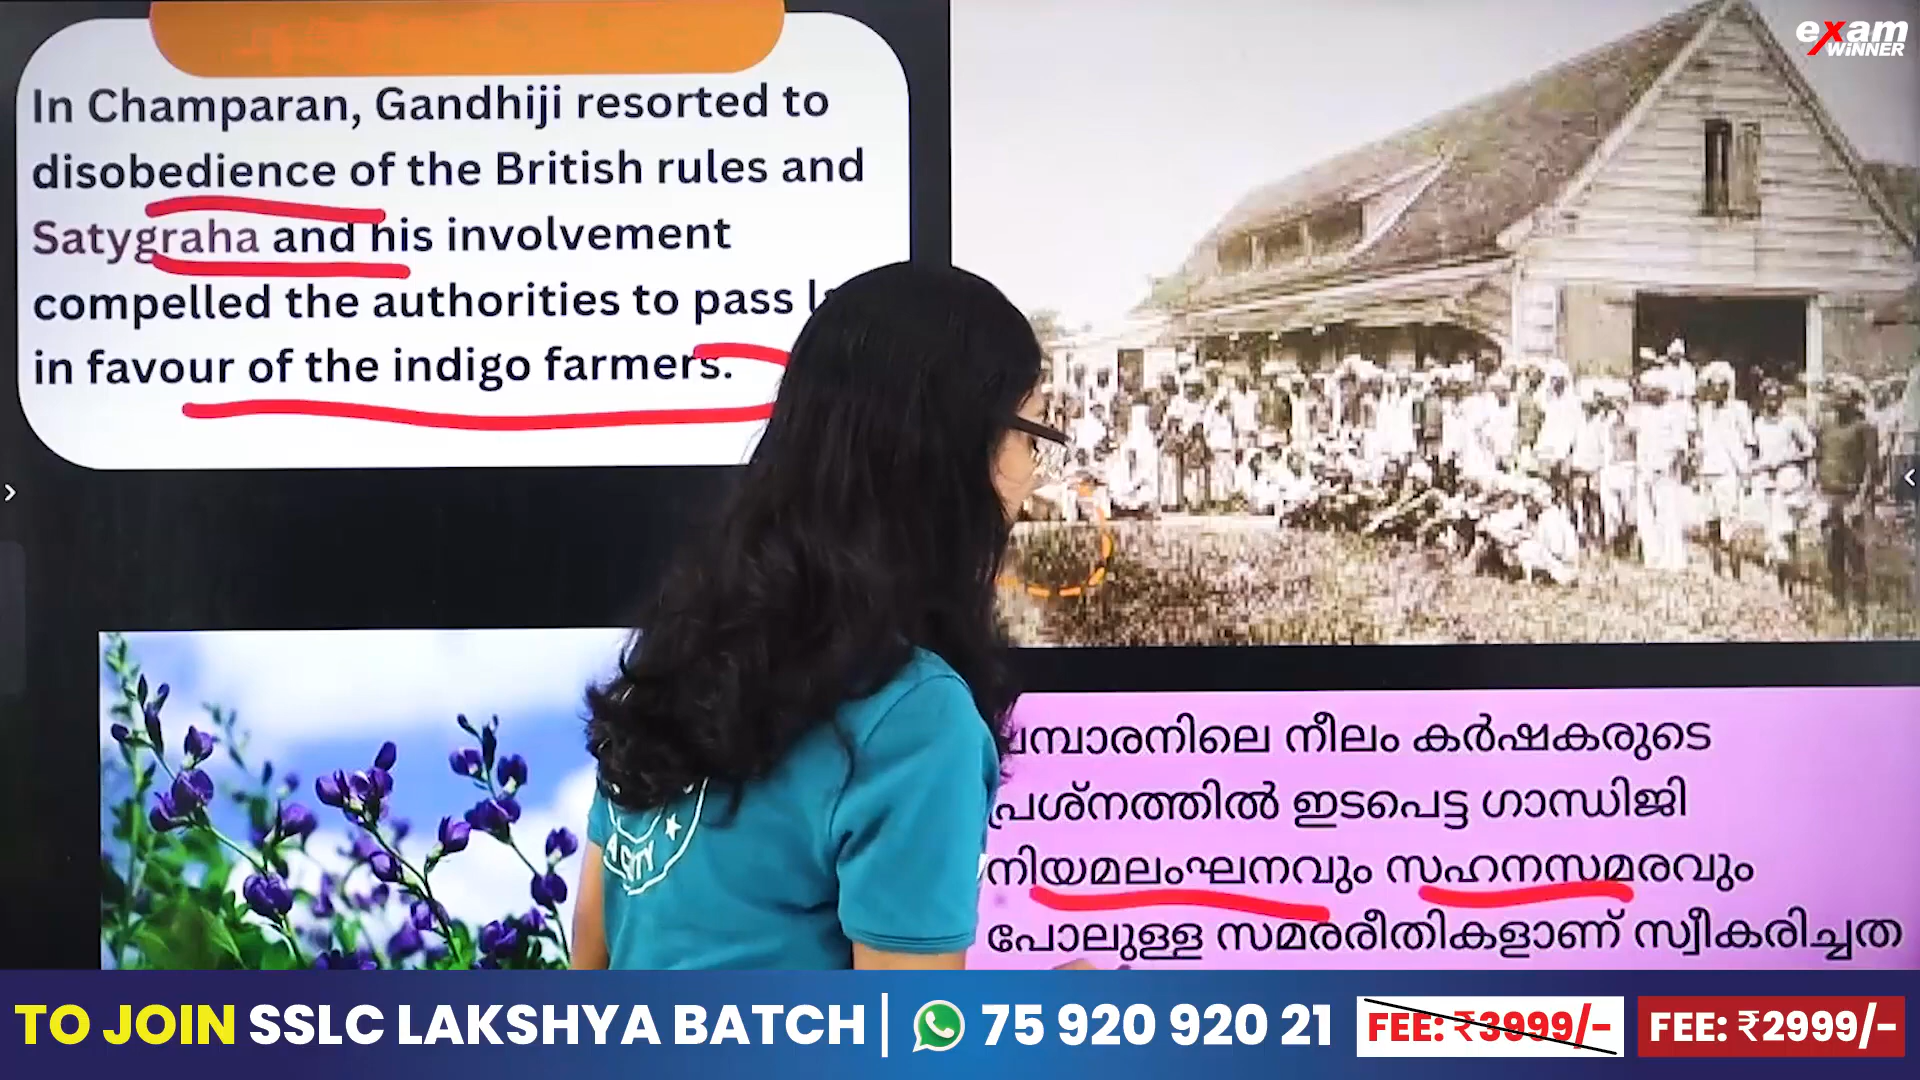 exam
WINNER
In Champaran, Gandhiji resorted to
disobedience of the British rules and
Satygraha and his involvement
compelled the authorities to pass
in favour of the indigo farmers.
നീലം കർഷകരുടെ
പ്രശ്നത്തിൽ ഇടപെട്ട ഗാന്ധിജി
നിയമലംഘനവും സഹനസമരവും
പോലുള്ള സമരരീതികളാണ് സ്വീകരിച്ചത
CITY
TO JOIN SSLC LAKSHYA BATCH | 75 920 920 21 FEE: ₹3999/- FEE: ₹2999/-